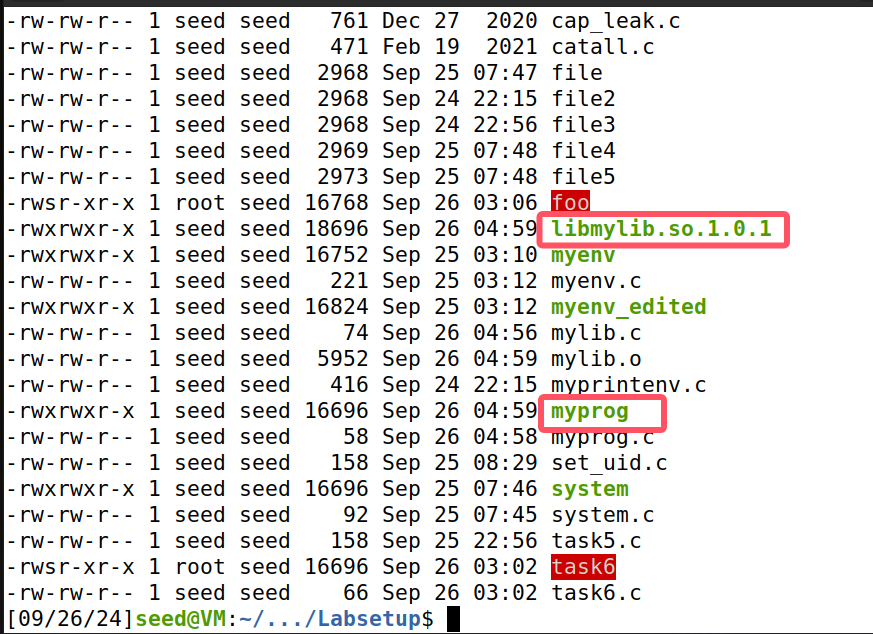 -rw-rw-r-- 1 seed seed   761 Dec 27  2020 cap_leak.c
-rw-rw-r-- 1 seed seed   471 Feb 19  2021 catall.c
-rw-rw-r-- 1 seed seed  2968 Sep 25 07:47 file
-rw-rw-r-- 1 seed seed  2968 Sep 24 22:15 file2
-rw-rw-r-- 1 seed seed  2968 Sep 24 22:56 file3
-rw-rw-r-- 1 seed seed  2969 Sep 25 07:48 file4
-rw-rw-r-- 1 seed seed  2973 Sep 25 07:48 file5
-rwsr-xr-x 1 root seed 16768 Sep 26 03:06 foo
-rwxrwxr-x 1 seed seed 18696 Sep 26 04:59 libmylib.so.1.0.1
-rwxrwxr-x 1 seed seed 16752 Sep 25 03:10 myenv
-rw-rw-r-- 1 seed seed   221 Sep 25 03:12 myenv.c
-rwxrwxr-x 1 seed seed 16824 Sep 25 03:12 myenv_edited
-rw-rw-r-- 1 seed seed    74 Sep 26 04:56 mylib.c
-rw-rw-r-- 1 seed seed  5952 Sep 26 04:59 mylib.o
-rw-rw-r-- 1 seed seed   416 Sep 24 22:15 myprintenv.c
-rwxrwxr-x 1 seed seed 16696 Sep 26 04:59 myprog
-rw-rw-r-- 1 seed seed    58 Sep 26 04:58 myprog.c
-rw-rw-r-- 1 seed seed   158 Sep 25 08:29 set_uid.c
-rwxrwxr-x 1 seed seed 16696 Sep 25 07:46 system
-rw-rw-r-- 1 seed seed    92 Sep 25 07:45 system.c
-rw-rw-r-- 1 seed seed   158 Sep 25 22:56 task5.c
-rwsr-xr-x 1 root seed 16696 Sep 26 03:02 task6
-rw-rw-r-- 1 seed seed    66 Sep 26 03:02 task6.c
[09/26/24]seed@VM:~/.../Labsetup$